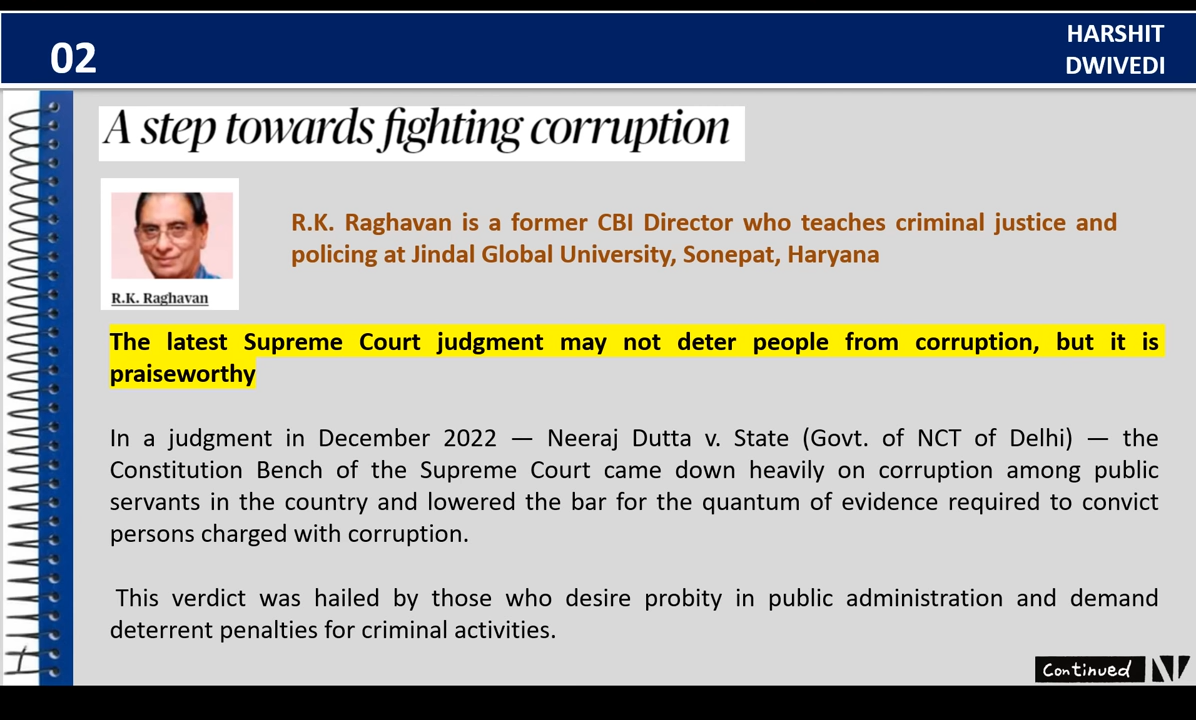 02
HARSHIT
DWIVEDI
A step towards fighting corruption
R.K. Raghavan
R.K. Raghavan is a former CBI Director who teaches criminal justice and
policing at Jindal Global University, Sonepat, Haryana
The latest Supreme Court judgment may not deter people from corruption, but it is
praiseworthy
In a judgment in December 2022 — Neeraj Dutta v. State (Govt. of NCT of Delhi) — the
Constitution Bench of the Supreme Court came down heavily on corruption among public
servants in the country and lowered the bar for the quantum of evidence required to convict
persons charged with corruption.
This verdict was hailed by those who desire probity in public administration and demand
deterrent penalties for criminal activities.
Continued